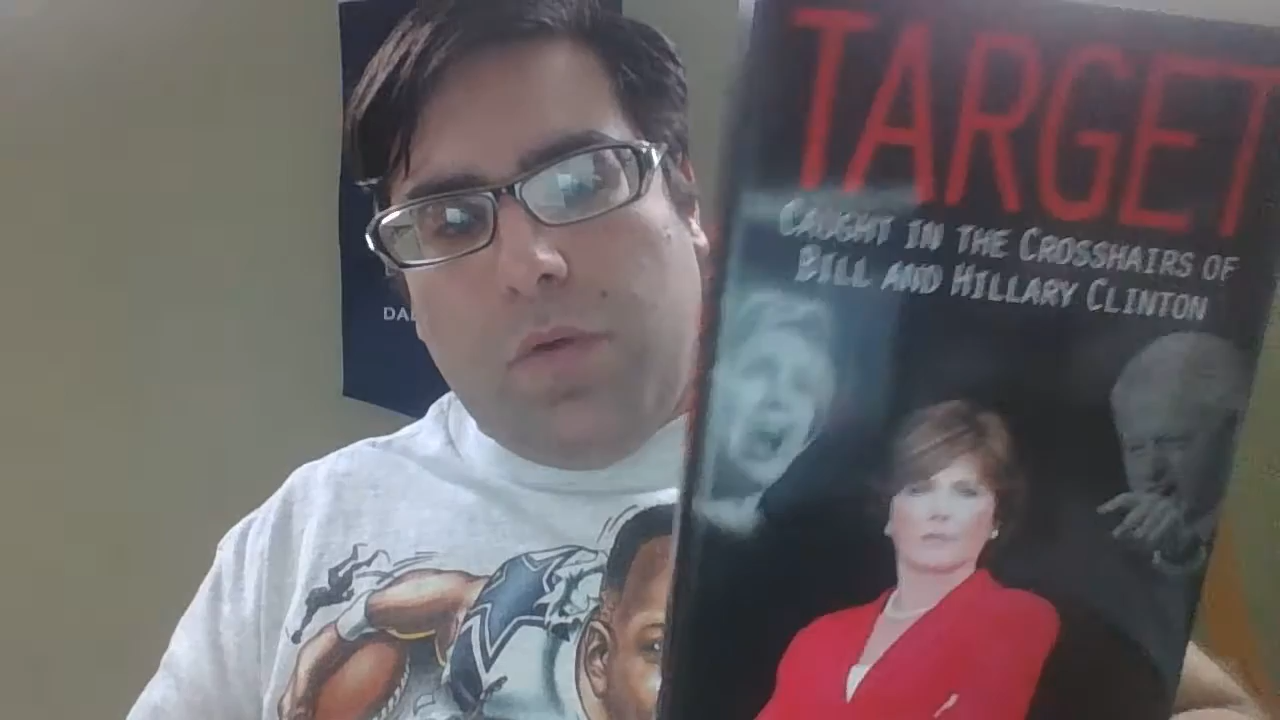 TARGET
CAUGHT IN THE CROSSHAIRS OF
BILL AND HILLARY CLINTON